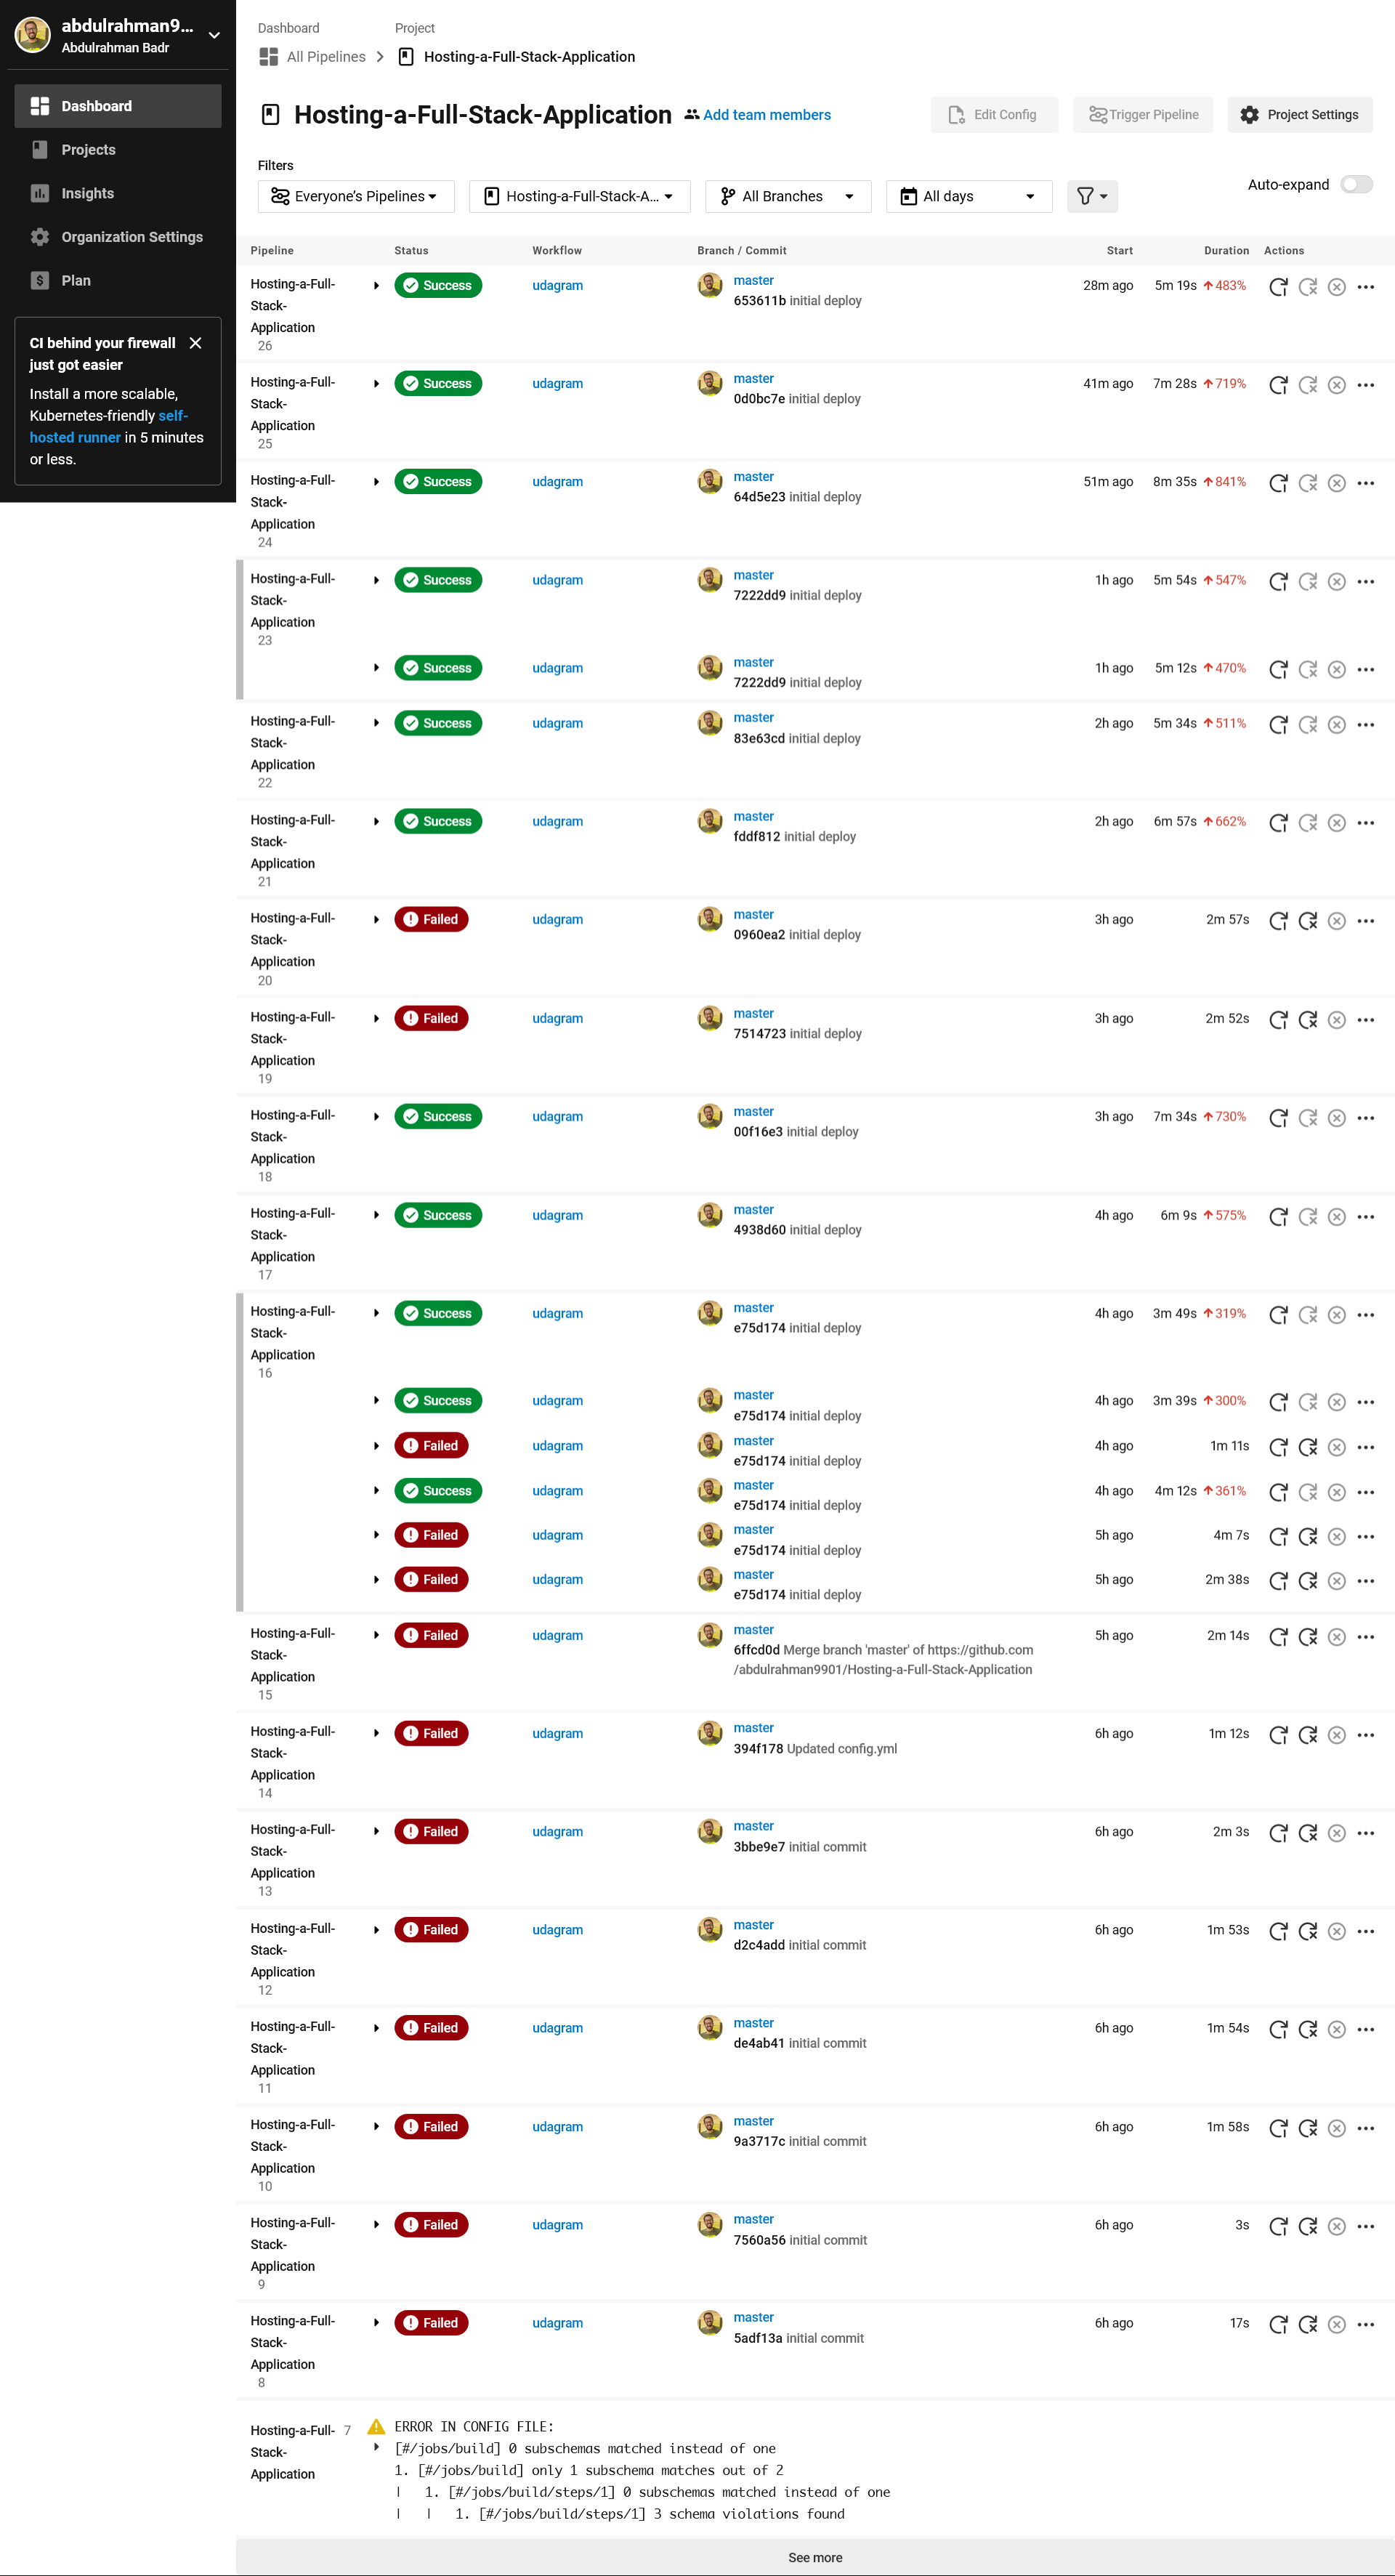 abdulrahman9...
Abdulrahman Badr
Dashboard
Projects
Insights
Organization Settings
Plan
CI behind your firewall
just got easier
Install a more scalable,
Kubernetes-friendly self-
hosted runner in 5 minutes
or less.
Dashboard Project
All Pipelines Hosting-a-Full-Stack-Application
Hosting-a-Full-Stack-Application Add team members Edit Config Trigger Pipeline Project Settings
Filters
Everyone's Pipelines Hosting-a-Full-Stack-A... All Branches All days Auto-expand
Pipeline Status Workflow Branch / Commit Start Duration Actions
Hosting-a-Full- Success udagram master 28m ago 5m 19s 483%
Stack- 653611b initial deploy
Application
26
Hosting-a-Full- Success udagram master 41m ago 7m 28s 719%
Stack- 0d0bc7e initial deploy
Application
25
Hosting-a-Full- Success udagram master 51m ago 8m 35s 841%
Stack- 64d5e23 initial deploy
Application
24
Hosting-a-Full- Success udagram master 1h ago 5m 54s 547%
Stack- 7222dd9 initial deploy
Application
23
Success udagram master 1h ago 5m 12s 470%
7222dd9 initial deploy
Hosting-a-Full- Success udagram master 2h ago 5m 34s 511%
Stack- 83e63cd initial deploy
Application
22
Hosting-a-Full- Success udagram master 2h ago 6m 57s 662%
Stack- fddf812 initial deploy
Application
21
Hosting-a-Full- Failed udagram master 3h ago 2m 57s
Stack- 0960ea2 initial deploy
Application
20
Hosting-a-Full- Failed udagram master 3h ago 2m 52s
Stack- 7514723 initial deploy
Application
19
Hosting-a-Full- Success udagram master 3h ago 7m 34s 730%
Stack- 00f16e3 initial deploy
Application
18
Hosting-a-Full- Success udagram master 4h ago 6m 9s 575%
Stack- 4938d60 initial deploy
Application
17
Hosting-a-Full- Success udagram master 4h ago 3m 49s 319%
Stack- e75d174 initial deploy
Application
16
Success udagram master 4h ago 3m 39s 300%
e75d174 initial deploy
Failed udagram master 4h ago 1m 11s
e75d174 initial deploy
Success udagram master 4h ago 4m 12s 361%
e75d174 initial deploy
Failed udagram master 5h ago 4m 7s
e75d174 initial deploy
Failed udagram master 5h ago 2m 38s
e75d174 initial deploy
Hosting-a-Full- Failed udagram master 5h ago 2m 14s
Stack- 6ffcd0d Merge branch 'master' of https://github.com
Application /abdulrahman9901/Hosting-a-Full-Stack-Application
15
Hosting-a-Full- Failed udagram master 6h ago 1m 12s
Stack- 394f178 Updated config.yml
Application
14
Hosting-a-Full- Failed udagram master 6h ago 2m 3s
Stack- 3bbe9e7 initial commit
Application
13
Hosting-a-Full- Failed udagram master 6h ago 1m 53s
Stack- d2c4add initial commit
Application
12
Hosting-a-Full- Failed udagram master 6h ago 1m 54s
Stack- de4ab41 initial commit
Application
11
Hosting-a-Full- Failed udagram master 6h ago 1m 58s
Stack- 9a3717c initial commit
Application
10
Hosting-a-Full- Failed udagram master 6h ago 3s
Stack- 7560a56 initial commit
Application
9
Hosting-a-Full- Failed udagram master 6h ago 17s
Stack- 5adf13a initial commit
Application
8
Hosting-a-Full- 7 ERROR IN CONFIG FILE:
Stack- [#/jobs/build] 0 subschemas matched instead of one
Application 1. [#/jobs/build] only 1 subschema matches out of 2
| 1. [#/jobs/build/steps/1] 0 subschemas matched instead of one
| | 1. [#/jobs/build/steps/1] 3 schema violations found
See more